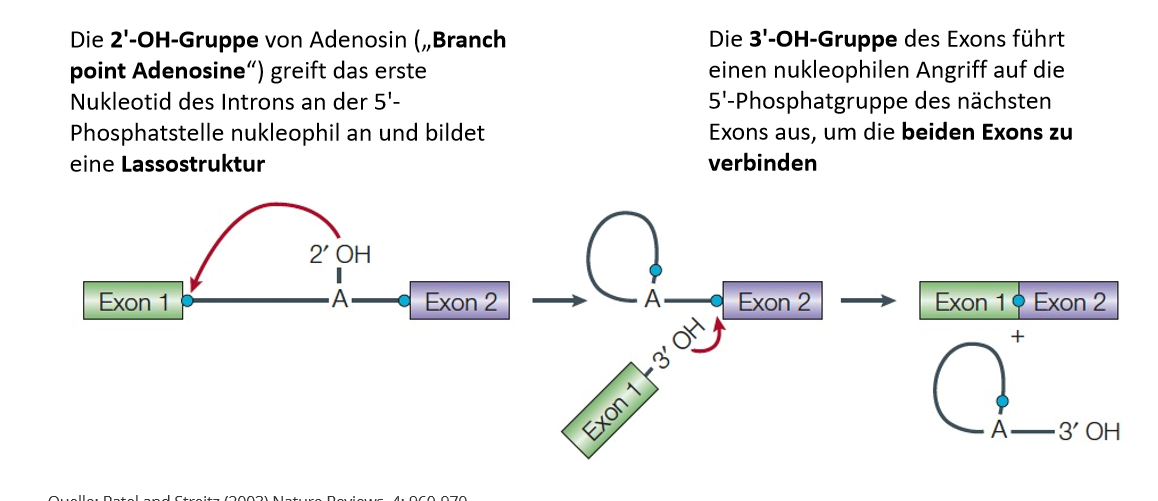 Die 2'-OH-Gruppe von Adenosin („Branch
point Adenosine“) greift das erste
Nukleotid des Introns an der 5'-
Phosphatstelle nukleophil an und bildet
eine Lassostruktur
Die 3'-OH-Gruppe des Exons führt
einen nukleophilen Angriff auf die
5'-Phosphatgruppe des nächsten
Exons aus, um die beiden Exons zu
verbinden
2′ OH
Exon 1
A
Exon 2
A
Exon 2
3′ OH
Exon 1
Exon 1
Exon 2
+
A
3′ OH
Quelle: Patel and Streitz (2003) Nature Reviews, 4: 960-970